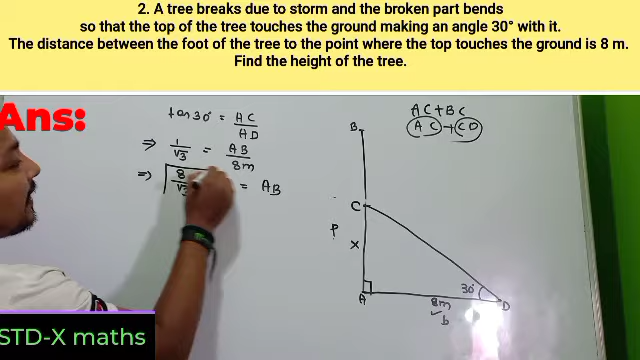 2. A tree breaks due to storm and the broken part bends
so that the top of the tree touches the ground making an angle 30° with it.
The distance between the foot of the tree to the point where the top touches the ground is 8 m.
Find the height of the tree.
Ans:
tan 30° = AC/AD
⇒ 1/√3 = AB/8m
⇒ 8/√3 = AB
AC + BC
AC + CD
B
C
P
x
A
8m
b
30°
D
STD-X maths